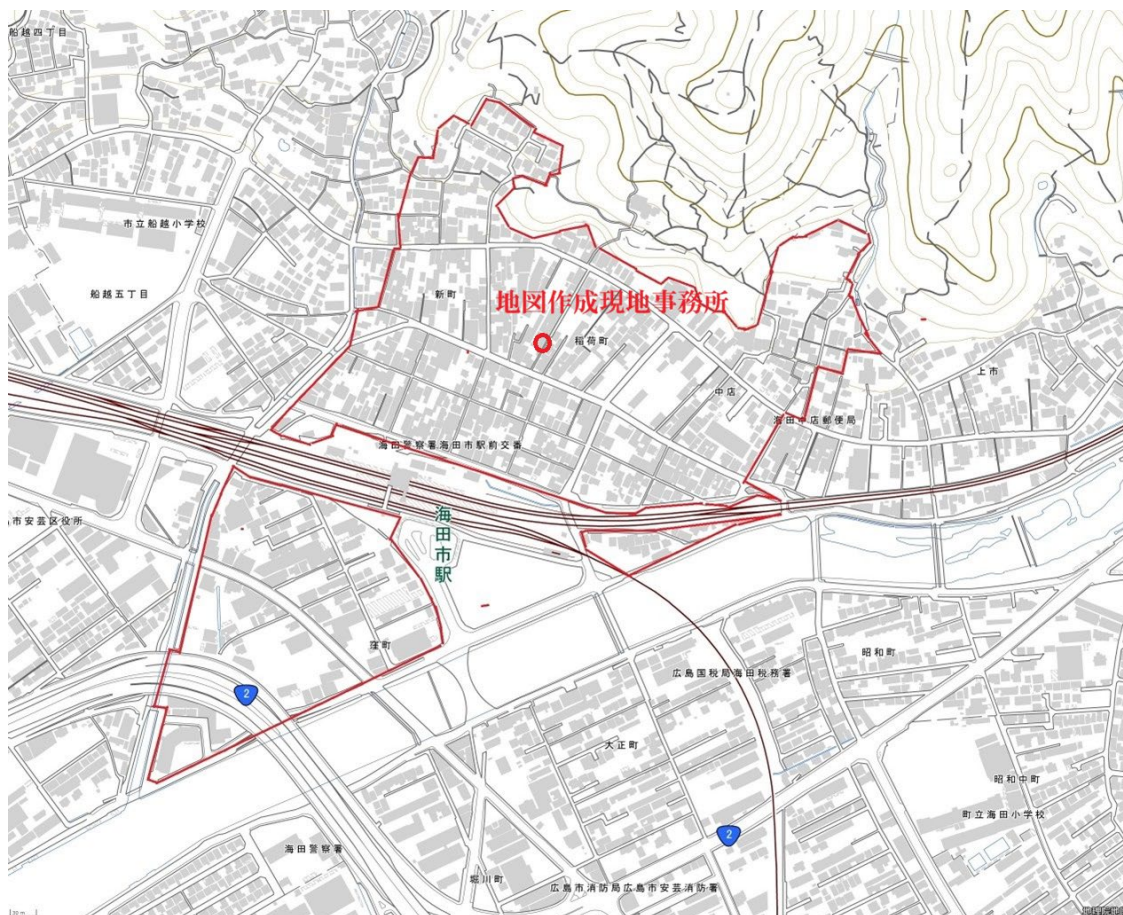 船越四丁目
市立船越小学校
船越五丁目
新町
地図作成現地事務所
稲荷町
上市
中店
海田中店郵便局
海田警察署海田市駅前交番
市安芸区役所
海田市駅
窪町
2
昭和町
広島国税局海田税務署
大正町
昭和中町
町立海田小学校
2
海田警察署
堀川町
広島市消防局広島市安芸消防署